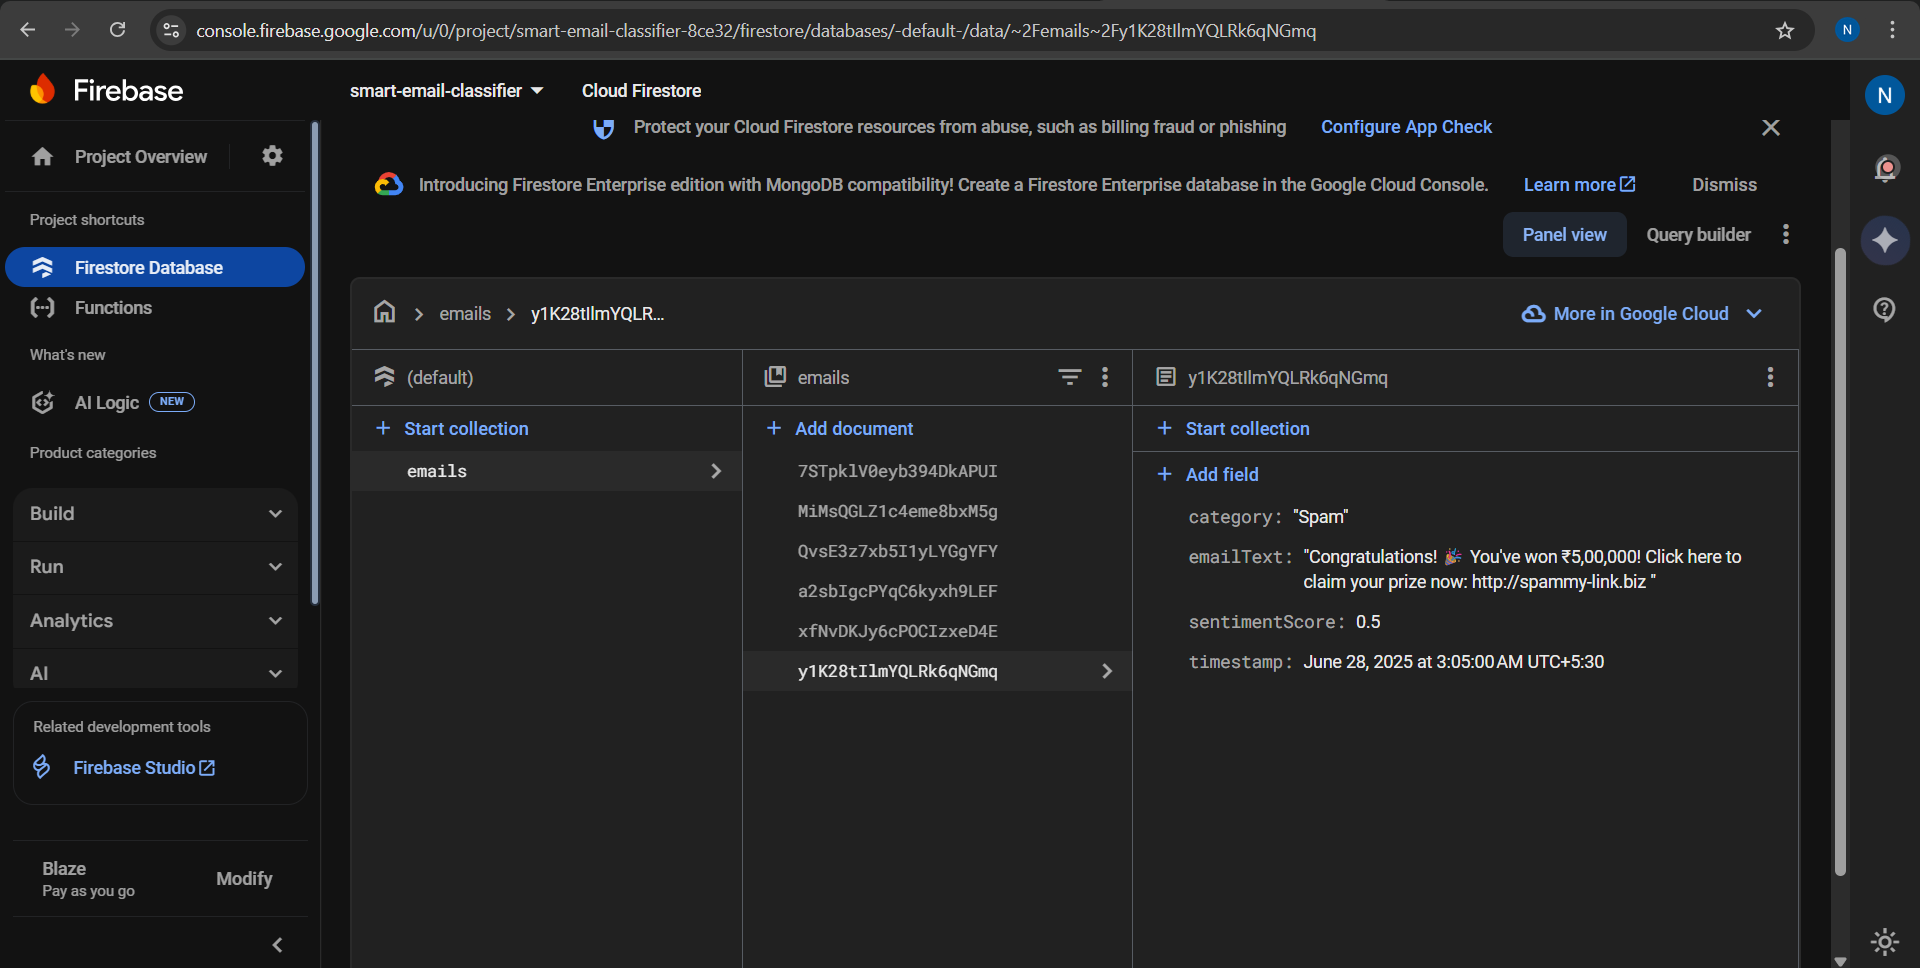 console.firebase.google.com/u/0/project/smart-email-classifier-8ce32/firestore/databases/-default-/data/~2Femails~2Fy1K28tIlmYQLRk6qNGmq
N
Firebase
smart-email-classifier
Cloud Firestore
N
Protect your Cloud Firestore resources from abuse, such as billing fraud or phishing
Configure App Check
Project Overview
Introducing Firestore Enterprise edition with MongoDB compatibility! Create a Firestore Enterprise database in the Google Cloud Console.
Learn more
Dismiss
Project shortcuts
Panel view
Query builder
Firestore Database
Functions
What's new
AI Logic
NEW
Product categories
Build
Run
Analytics
AI
Related development tools
Firebase Studio
Blaze
Pay as you go
Modify
emails
y1K28tIlmYQLR...
More in Google Cloud
(default)
Start collection
emails
emails
Add document
7STpklV0eyb394DkAPUI
MiMsQGLZ1c4eme8bxM5g
QvsE3z7xb5I1yLYGgYFY
a2sbIgcPYqC6kyxh9LEF
xfNvDKJy6cPOCIzxeD4E
y1K28tIlmYQLRk6qNGmq
y1K28tIlmYQLRk6qNGmq
Start collection
Add field
category: "Spam"
emailText: "Congratulations! 🎉 You've won ₹5,00,000! Click here to
claim your prize now: http://spammy-link.biz "
sentimentScore: 0.5
timestamp: June 28, 2025 at 3:05:00 AM UTC+5:30